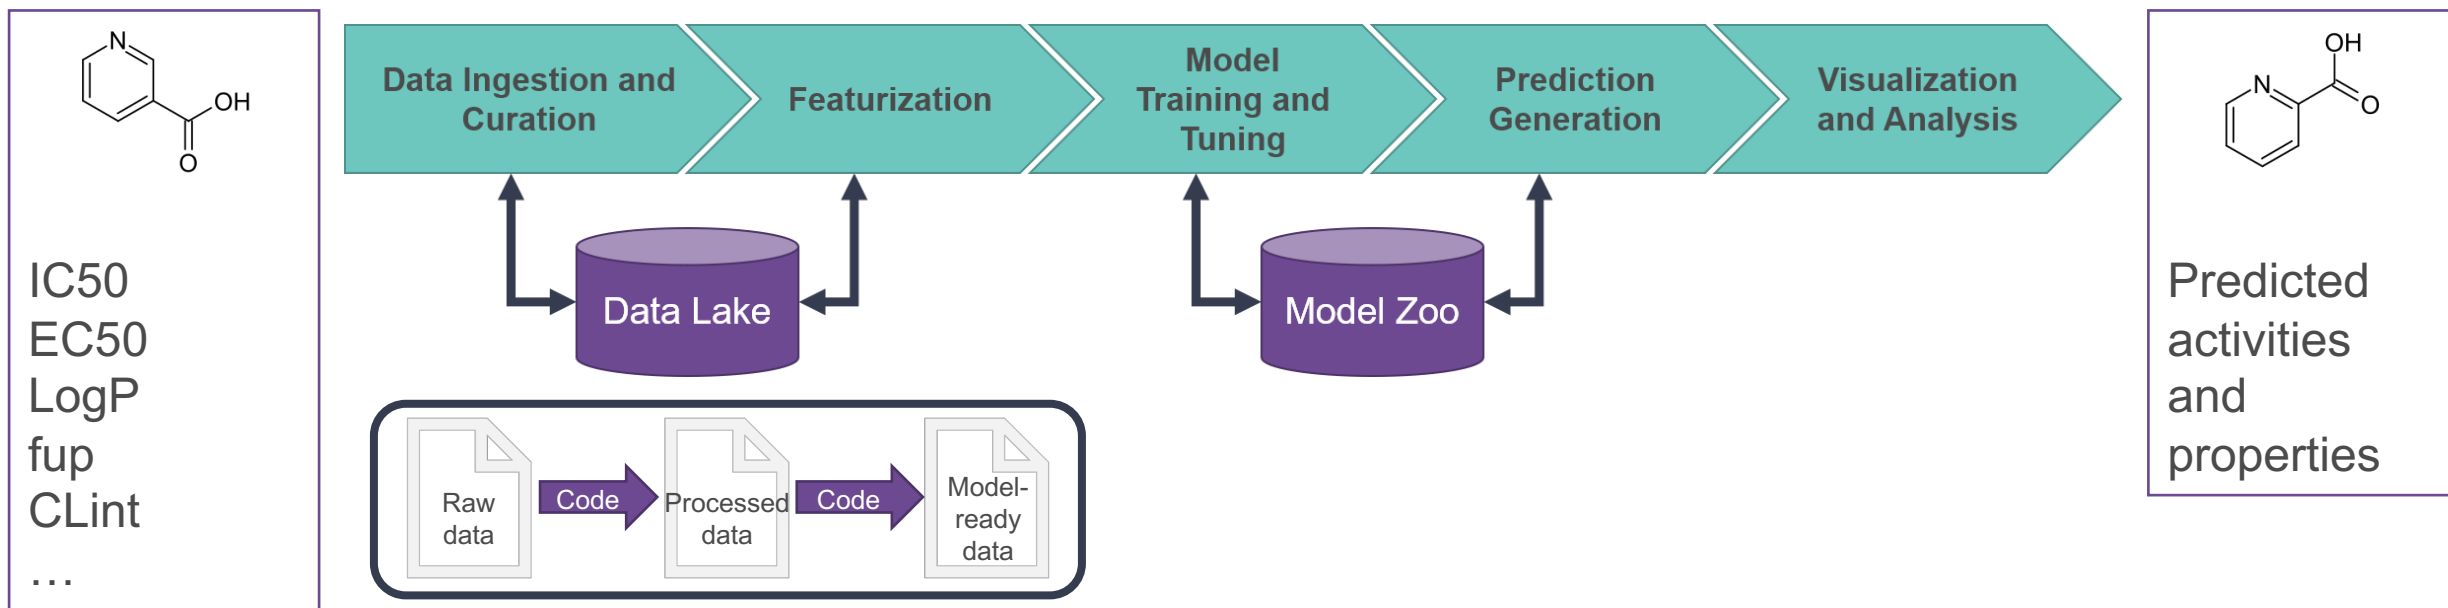 N
OH
O
IC50
EC50
LogP
fup
CLint
…
Data Ingestion and
Curation
Featurization
Model
Training and
Tuning
Prediction
Generation
Visualization
and Analysis
Data Lake
Model Zoo
Raw
data
Code
Processed
data
Code
Model-
ready
data
OH
N
O
Predicted
activities
and
properties